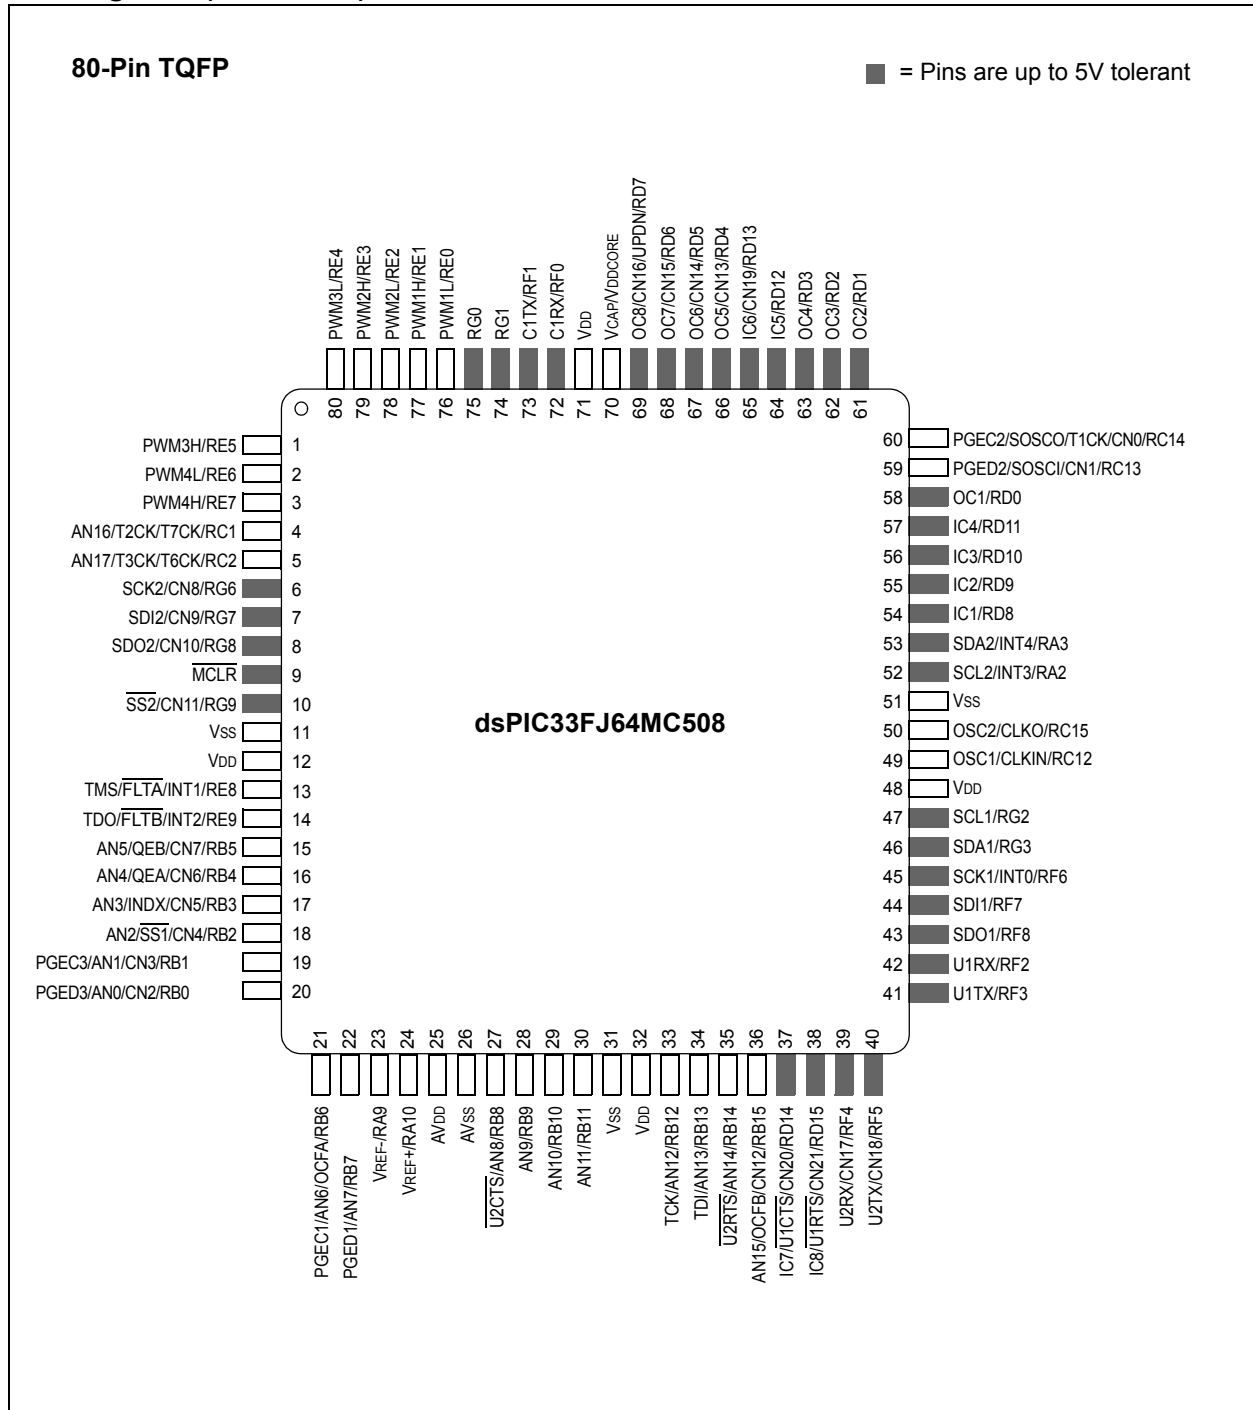 80-Pin TQFP
= Pins are up to 5V tolerant
PWM3L/RE4
PWM2H/RE3
PWM2L/RE2
PWM1H/RE1
PWM1L/RE0
RG0
RG1
C1TX/RF1
C1RX/RF0
VDD
VCAP/VDDCORE
OC8/CN16/UPDN/RD7
OC7/CN15/RD6
OC6/CN14/RD5
OC5/CN13/RD4
IC6/CN19/RD13
IC5/RD12
OC4/RD3
OC3/RD2
OC2/RD1
80
79
78
77
76
75
74
73
72
71
70
69
68
67
66
65
64
63
62
61
PWM3H/RE5 1
PWM4L/RE6 2
PWM4H/RE7 3
AN16/T2CK/T7CK/RC1 4
AN17/T3CK/T6CK/RC2 5
SCK2/CN8/RG6 6
SDI2/CN9/RG7 7
SDO2/CN10/RG8 8
MCLR 9
SS2/CN11/RG9 10
VSS 11
VDD 12
TMS/FLTA/INT1/RE8 13
TDO/FLTB/INT2/RE9 14
AN5/QEB/CN7/RB5 15
AN4/QEA/CN6/RB4 16
AN3/INDX/CN5/RB3 17
AN2/SS1/CN4/RB2 18
PGEC3/AN1/CN3/RB1 19
PGED3/AN0/CN2/RB0 20
dsPIC33FJ64MC508
60 PGEC2/SOSCO/T1CK/CN0/RC14
59 PGED2/SOSCI/CN1/RC13
58 OC1/RD0
57 IC4/RD11
56 IC3/RD10
55 IC2/RD9
54 IC1/RD8
53 SDA2/INT4/RA3
52 SCL2/INT3/RA2
51 VSS
50 OSC2/CLKO/RC15
49 OSC1/CLKIN/RC12
48 VDD
47 SCL1/RG2
46 SDA1/RG3
45 SCK1/INT0/RF6
44 SDI1/RF7
43 SDO1/RF8
42 U1RX/RF2
41 U1TX/RF3
21
22
23
24
25
26
27
28
29
30
31
32
33
34
35
36
37
38
39
40
PGEC1/AN6/OCFA/RB6
PGED1/AN7/RB7
VREF-/RA9
VREF+/RA10
AVDD
AVSS
U2CTS/AN8/RB8
AN9/RB9
AN10/RB10
AN11/RB11
VSS
VDD
TCK/AN12/RB12
TDI/AN13/RB13
U2RTS/AN14/RB14
AN15/OCFB/CN12/RB15
IC7/U1CTS/CN20/RD14
IC8/U1RTS/CN21/RD15
U2RX/CN17/RF4
U2TX/CN18/RF5